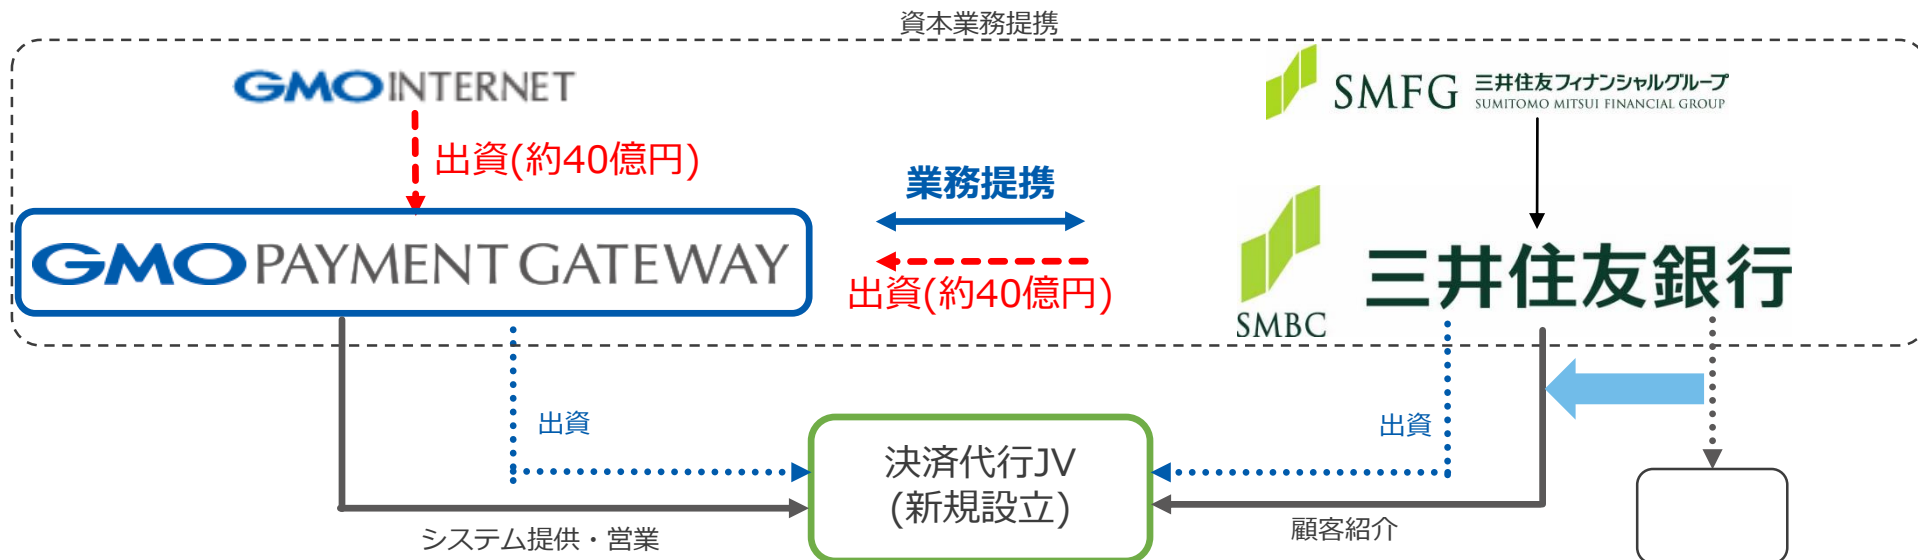 資本業務提携
GMO INTERNET
SMFG 三井住友フィナンシャルグループ
SUMITOMO MITSUI FINANCIAL GROUP
出資(約40億円)
業務提携
GMO PAYMENT GATEWAY
出資(約40億円)
三井住友銀行
SMBC
出資
出資
決済代行JV
(新規設立)
システム提供・営業
顧客紹介